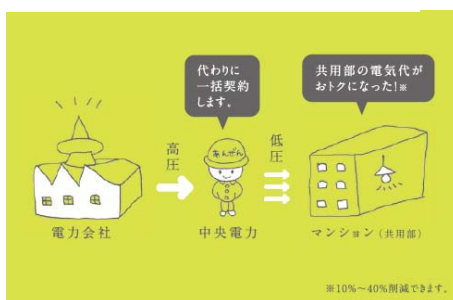 代わりに
一括契約
します。
共用部の電気代が
おトクになった!※
高圧
あんぜん
低圧
電力会社
中央電力
マンション(共用部)
※10%〜40%削減できます。